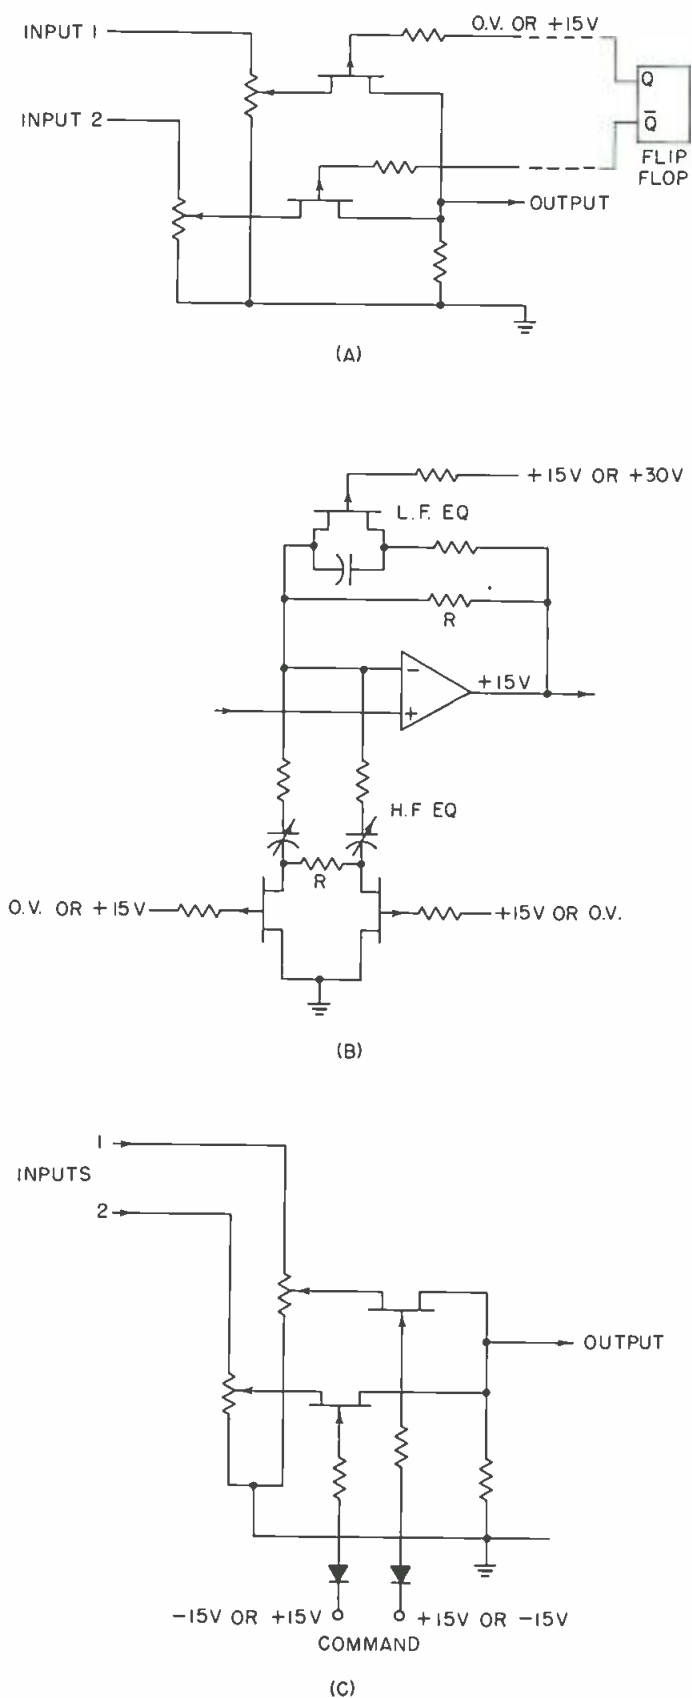 INPUT 1
O.V. OR +15V
Q
INPUT 2
Q̅
FLIP
FLOP
OUTPUT
(A)
+15V OR +30V
L.F. EQ
R
+15V
-
+
H.F EQ
R
O.V. OR +15V
+15V OR O.V.
(B)
1
INPUTS
2
OUTPUT
-15V OR +15V
+15V OR -15V
COMMAND
(C)